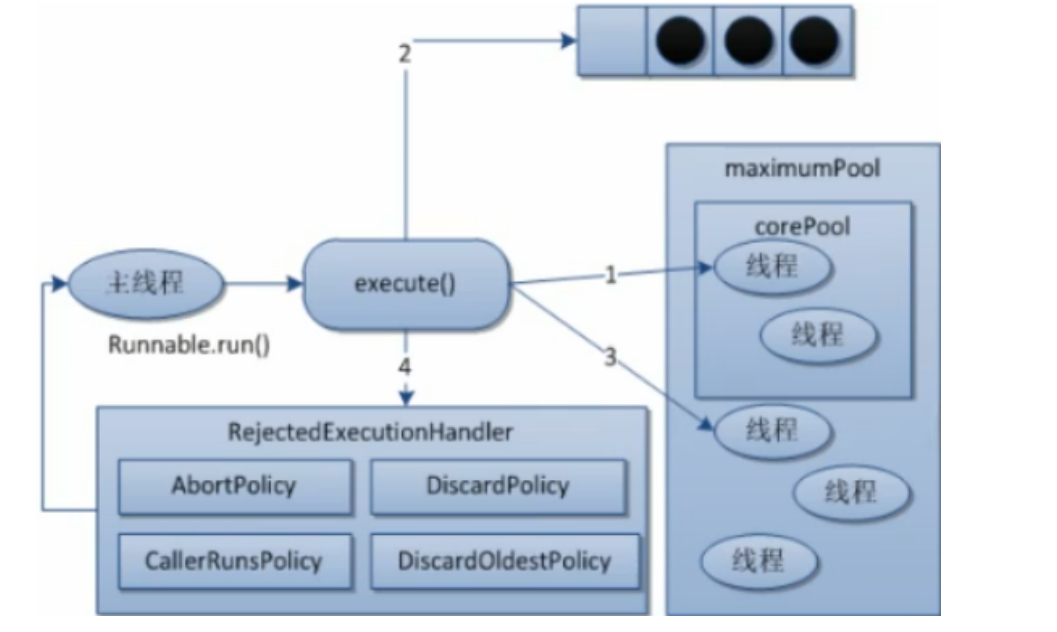 2
maximumPool
corePool
线程
线程
1
主线程
execute()
Runnable.run()
3
4
线程
RejectedExecutionHandler
AbortPolicy
DiscardPolicy
线程
CallerRunsPolicy
DiscardOldestPolicy
线程